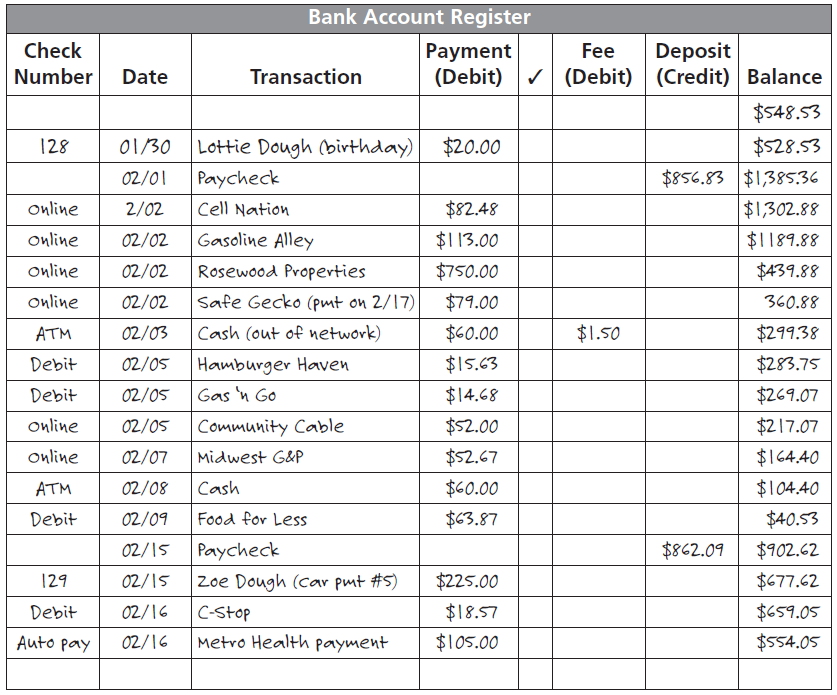 Bank Account Register
Check Number Date Transaction Payment (Debit) ✓ Fee (Debit) Deposit (Credit) Balance
$548.53
128 01/30 Lottie Dough (birthday) $20.00 $528.53
02/01 Paycheck $856.83 $1,385.36
Online 2/02 Cell Nation $82.48 $1,302.88
Online 02/02 Gasoline Alley $113.00 $1189.88
Online 02/02 Rosewood Properties $750.00 $439.88
Online 02/02 Safe Gecko (pmt on 2/17) $79.00 360.88
ATM 02/03 Cash (out of network) $60.00 $1.50 $299.38
Debit 02/05 Hamburger Haven $15.63 $283.75
Debit 02/05 Gas 'n Go $14.68 $269.07
Online 02/05 Community Cable $52.00 $217.07
Online 02/07 Midwest G&P $52.67 $164.40
ATM 02/08 Cash $60.00 $104.40
Debit 02/09 Food for Less $63.87 $40.53
02/15 Paycheck $862.09 $902.62
129 02/15 Zoe Dough (car pmt #5) $225.00 $677.62
Debit 02/16 C-Stop $18.57 $659.05
Auto pay 02/16 Metro Health payment $105.00 $554.05